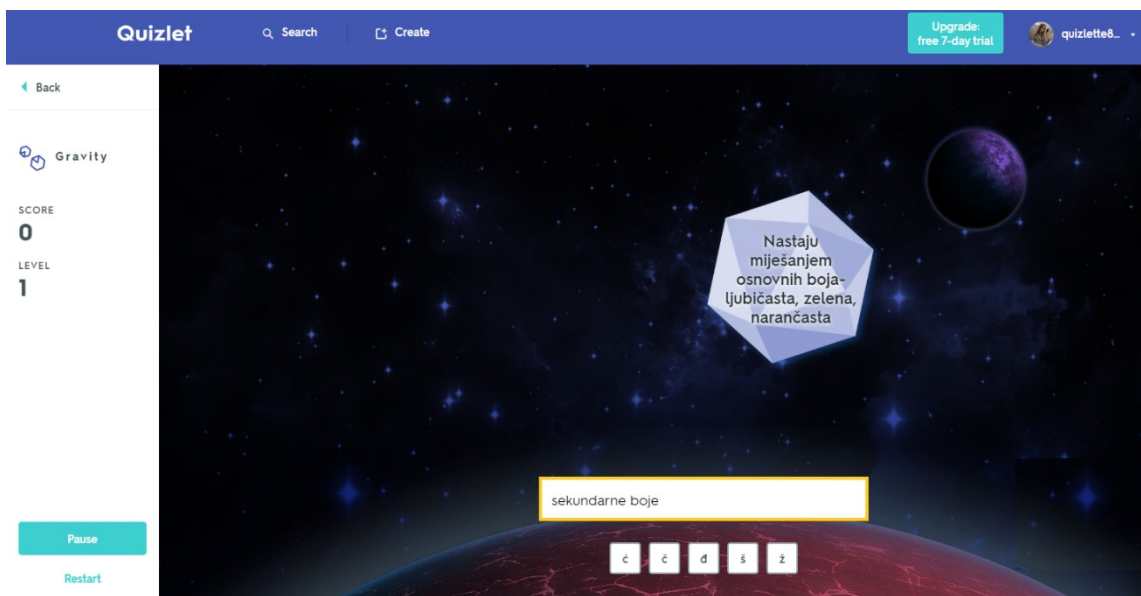 Quizlet
Search
Create
Upgrade:
free 7-day trial
quizlette8...
Back
Gravity
SCORE
0
LEVEL
1
Nastaju
miješanjem
osnovnih boja-
ljubičasta, zelena,
narančasta
sekundarne boje
ć č đ š ž
Pause
Restart